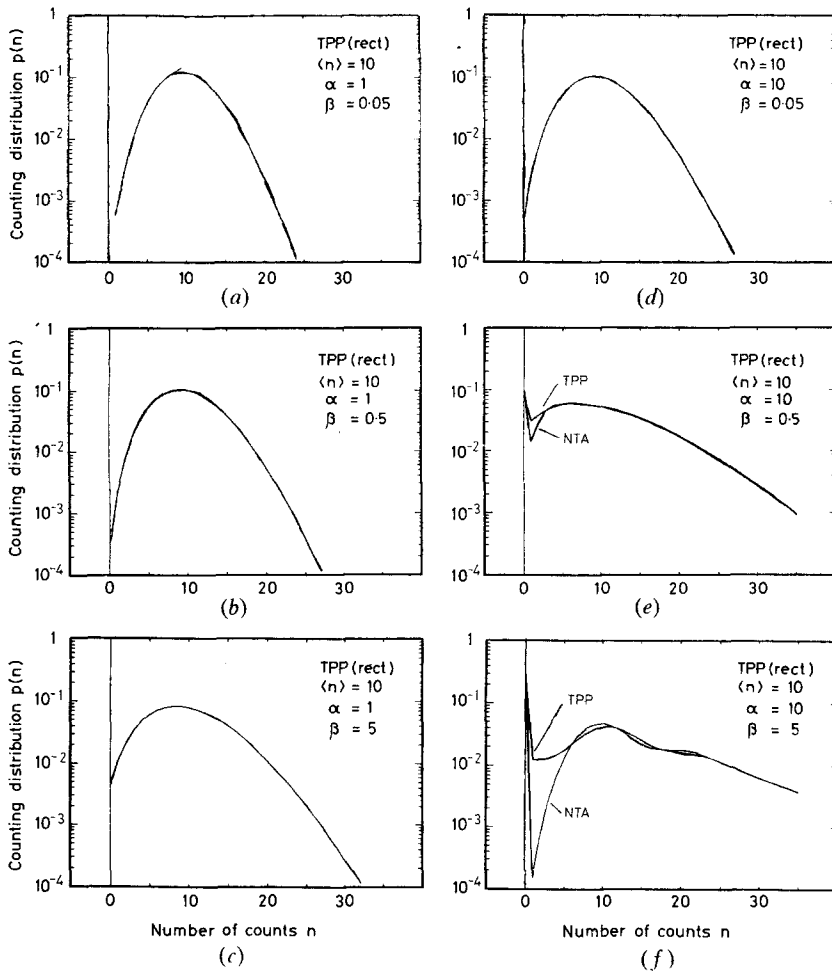 Counting distribution p(n)
1
10⁻¹
10⁻²
10⁻³
10⁻⁴
0 10 20 30
TPP (rect)
⟨n⟩ = 10
α = 1
β = 0·05
(a)
1
10⁻¹
10⁻²
10⁻³
10⁻⁴
0 10 20 30
TPP (rect)
⟨n⟩ = 10
α = 10
β = 0·05
(d)
Counting distribution p(n)
1
10⁻¹
10⁻²
10⁻³
10⁻⁴
0 10 20 30
TPP (rect)
⟨n⟩ = 10
α = 1
β = 0·5
(b)
1
10⁻¹
10⁻²
10⁻³
10⁻⁴
0 10 20 30
TPP (rect)
⟨n⟩ = 10
α = 10
β = 0·5
TPP
NTA
(e)
Counting distribution p(n)
1
10⁻¹
10⁻²
10⁻³
10⁻⁴
0 10 20 30
TPP (rect)
⟨n⟩ = 10
α = 1
β = 5
Number of counts n
(c)
1
10⁻¹
10⁻²
10⁻³
10⁻⁴
0 10 20 30
TPP (rect)
⟨n⟩ = 10
α = 10
β = 5
TPP
NTA
Number of counts n
(f)